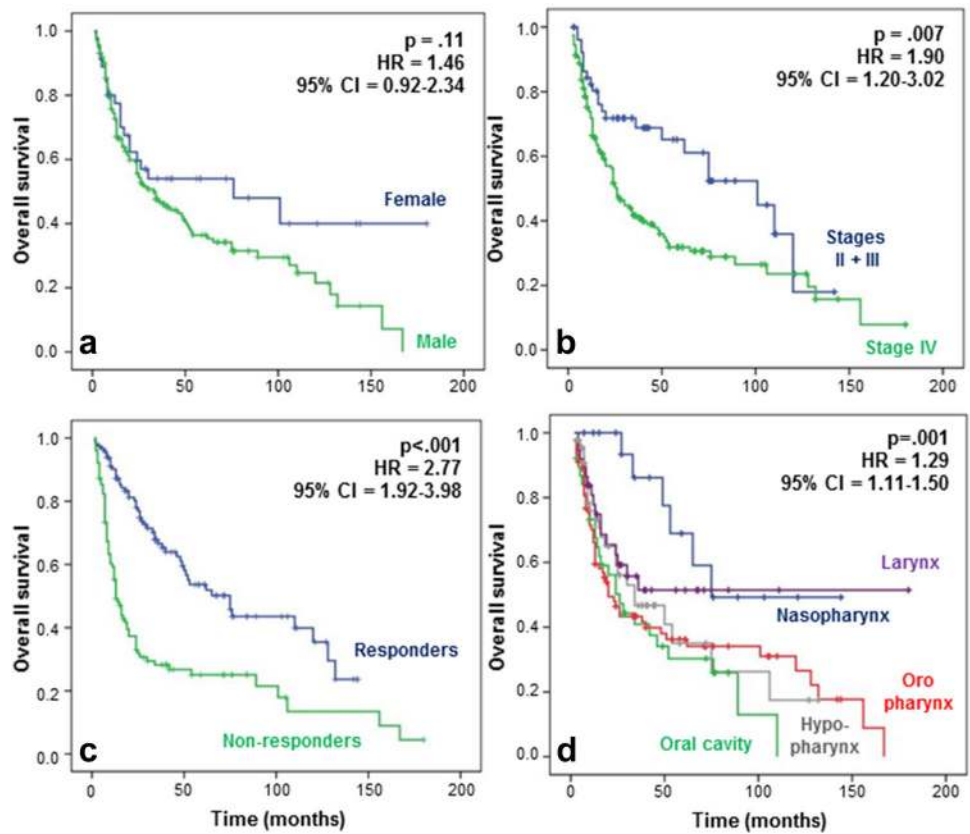 p = .11
HR = 1.46
95% CI = 0.92-2.34
Overall survival
1.0
0.8
0.6
0.4
0.2
0.0
Female
Male
a
0
50
100
150
200
p = .007
HR = 1.90
95% CI = 1.20-3.02
Overall survival
1.0
0.8
0.6
0.4
0.2
0.0
Stages
II + III
Stage IV
b
0
50
100
150
200
p<.001
HR = 2.77
95% CI = 1.92-3.98
Overall survival
1.0
0.8
0.6
0.4
0.2
0.0
Responders
Non-responders
c
0
50
100
150
200
Time (months)
p=.001
HR = 1.29
95% CI = 1.11-1.50
Overall survival
1.0
0.8
0.6
0.4
0.2
0.0
Larynx
Nasopharynx
Oro
pharynx
Hypo-
pharynx
Oral cavity
d
0
50
100
150
200
Time (months)